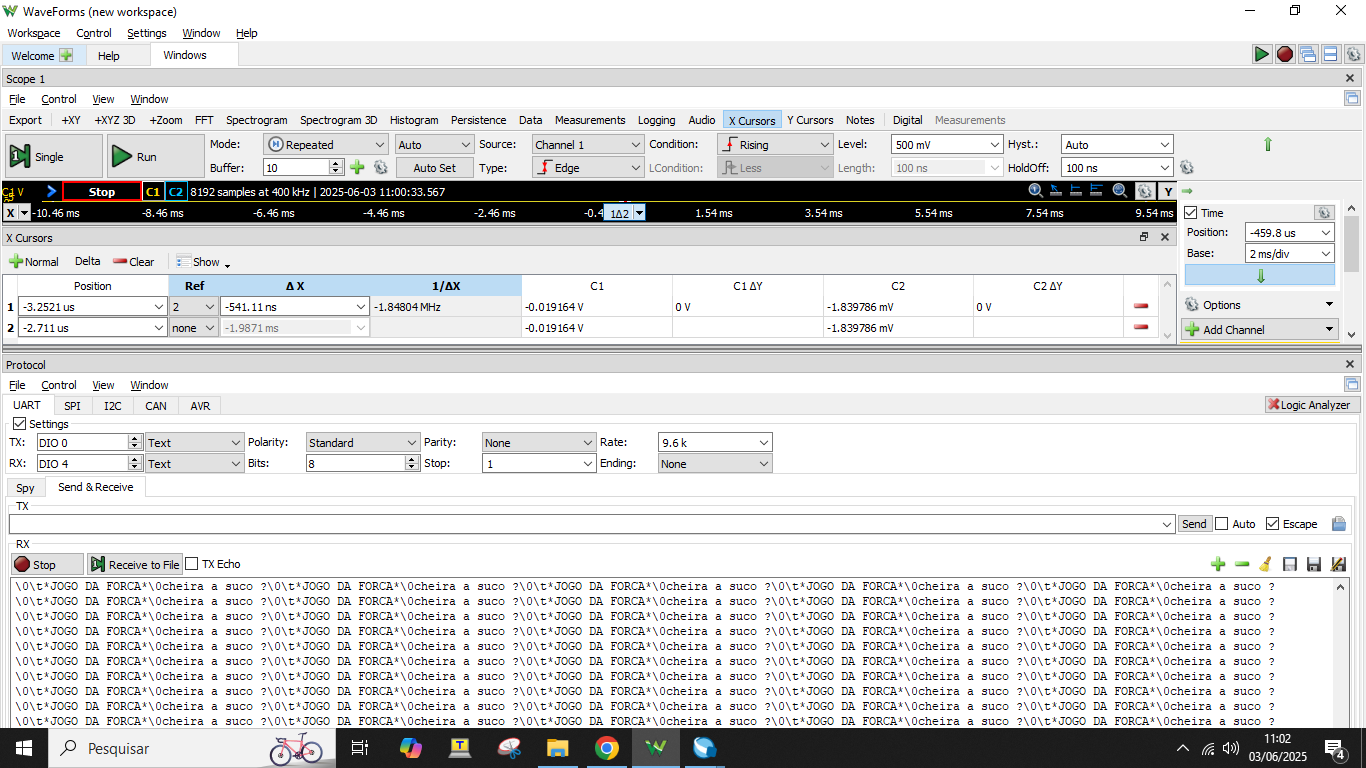 WaveForms (new workspace)
Workspace Control Settings Window Help
Welcome Help Windows
Scope 1
File Control View Window
Export +XY +XYZ 3D +Zoom FFT Spectrogram Spectrogram 3D Histogram Persistence Data Measurements Logging Audio X Cursors Y Cursors Notes Digital Measurements
Single Run Mode: Repeated Auto Source: Channel 1 Condition: Rising Level: 500 mV Hyst.: Auto
Buffer: 10 Auto Set Type: Edge LCondition: Less Length: 100 ns HoldOff: 100 ns
C1 V Stop C1 C2 8192 samples at 400 kHz | 2025-06-03 11:00:33.567 Y
X -10.46 ms -8.46 ms -6.46 ms -4.46 ms -2.46 ms -0.4 1Δ2 1.54 ms 3.54 ms 5.54 ms 7.54 ms 9.54 ms
Time
Position: -459.8 us
Base: 2 ms/div
Options
Add Channel
X Cursors
Normal Delta Clear Show
Position Ref Δ X 1/ΔX C1 C1 ΔY C2 C2 ΔY
1 -3.2521 us 2 -541.11 ns -1.84804 MHz -0.019164 V 0 V -1.839786 mV 0 V
2 -2.711 us none -1.9871 ms -0.019164 V -1.839786 mV
Protocol
File Control View Window
UART SPI I2C CAN AVR Logic Analyzer
Settings
TX: DIO 0 Text Polarity: Standard Parity: None Rate: 9.6 k
RX: DIO 4 Text Bits: 8 Stop: 1 Ending: None
Spy Send & Receive
TX
Send Auto Escape
RX
Stop Receive to File TX Echo
\0\t*JOGO DA FORCA*\0cheira a suco ?\0\t*JOGO DA FORCA*\0cheira a suco ?\0\t*JOGO DA FORCA*\0cheira a suco ?\0\t*JOGO DA FORCA*\0cheira a suco ?\0\t*JOGO DA FORCA*\0cheira a suco ?
\0\t*JOGO DA FORCA*\0cheira a suco ?\0\t*JOGO DA FORCA*\0cheira a suco ?\0\t*JOGO DA FORCA*\0cheira a suco ?\0\t*JOGO DA FORCA*\0cheira a suco ?\0\t*JOGO DA FORCA*\0cheira a suco ?
\0\t*JOGO DA FORCA*\0cheira a suco ?\0\t*JOGO DA FORCA*\0cheira a suco ?\0\t*JOGO DA FORCA*\0cheira a suco ?\0\t*JOGO DA FORCA*\0cheira a suco ?\0\t*JOGO DA FORCA*\0cheira a suco ?
\0\t*JOGO DA FORCA*\0cheira a suco ?\0\t*JOGO DA FORCA*\0cheira a suco ?\0\t*JOGO DA FORCA*\0cheira a suco ?\0\t*JOGO DA FORCA*\0cheira a suco ?\0\t*JOGO DA FORCA*\0cheira a suco ?
\0\t*JOGO DA FORCA*\0cheira a suco ?\0\t*JOGO DA FORCA*\0cheira a suco ?\0\t*JOGO DA FORCA*\0cheira a suco ?\0\t*JOGO DA FORCA*\0cheira a suco ?\0\t*JOGO DA FORCA*\0cheira a suco ?
\0\t*JOGO DA FORCA*\0cheira a suco ?\0\t*JOGO DA FORCA*\0cheira a suco ?\0\t*JOGO DA FORCA*\0cheira a suco ?\0\t*JOGO DA FORCA*\0cheira a suco ?\0\t*JOGO DA FORCA*\0cheira a suco ?
\0\t*JOGO DA FORCA*\0cheira a suco ?\0\t*JOGO DA FORCA*\0cheira a suco ?\0\t*JOGO DA FORCA*\0cheira a suco ?\0\t*JOGO DA FORCA*\0cheira a suco ?\0\t*JOGO DA FORCA*\0cheira a suco ?
\0\t*JOGO DA FORCA*\0cheira a suco ?\0\t*JOGO DA FORCA*\0cheira a suco ?\0\t*JOGO DA FORCA*\0cheira a suco ?\0\t*JOGO DA FORCA*\0cheira a suco ?\0\t*JOGO DA FORCA*\0cheira a suco ?
\0\t*JOGO DA FORCA*\0cheira a suco ?\0\t*JOGO DA FORCA*\0cheira a suco ?\0\t*JOGO DA FORCA*\0cheira a suco ?\0\t*JOGO DA FORCA*\0cheira a suco ?\0\t*JOGO DA FORCA*\0cheira a suco ?
\0\t*JOGO DA FORCA*\0cheira a suco ?\0\t*JOGO DA FORCA*\0cheira a suco ?\0\t*JOGO DA FORCA*\0cheira a suco ?\0\t*JOGO DA FORCA*\0cheira a suco ?\0\t*JOGO DA FORCA*\0cheira a suco ?
Pesquisar
11:02
03/06/2025
4